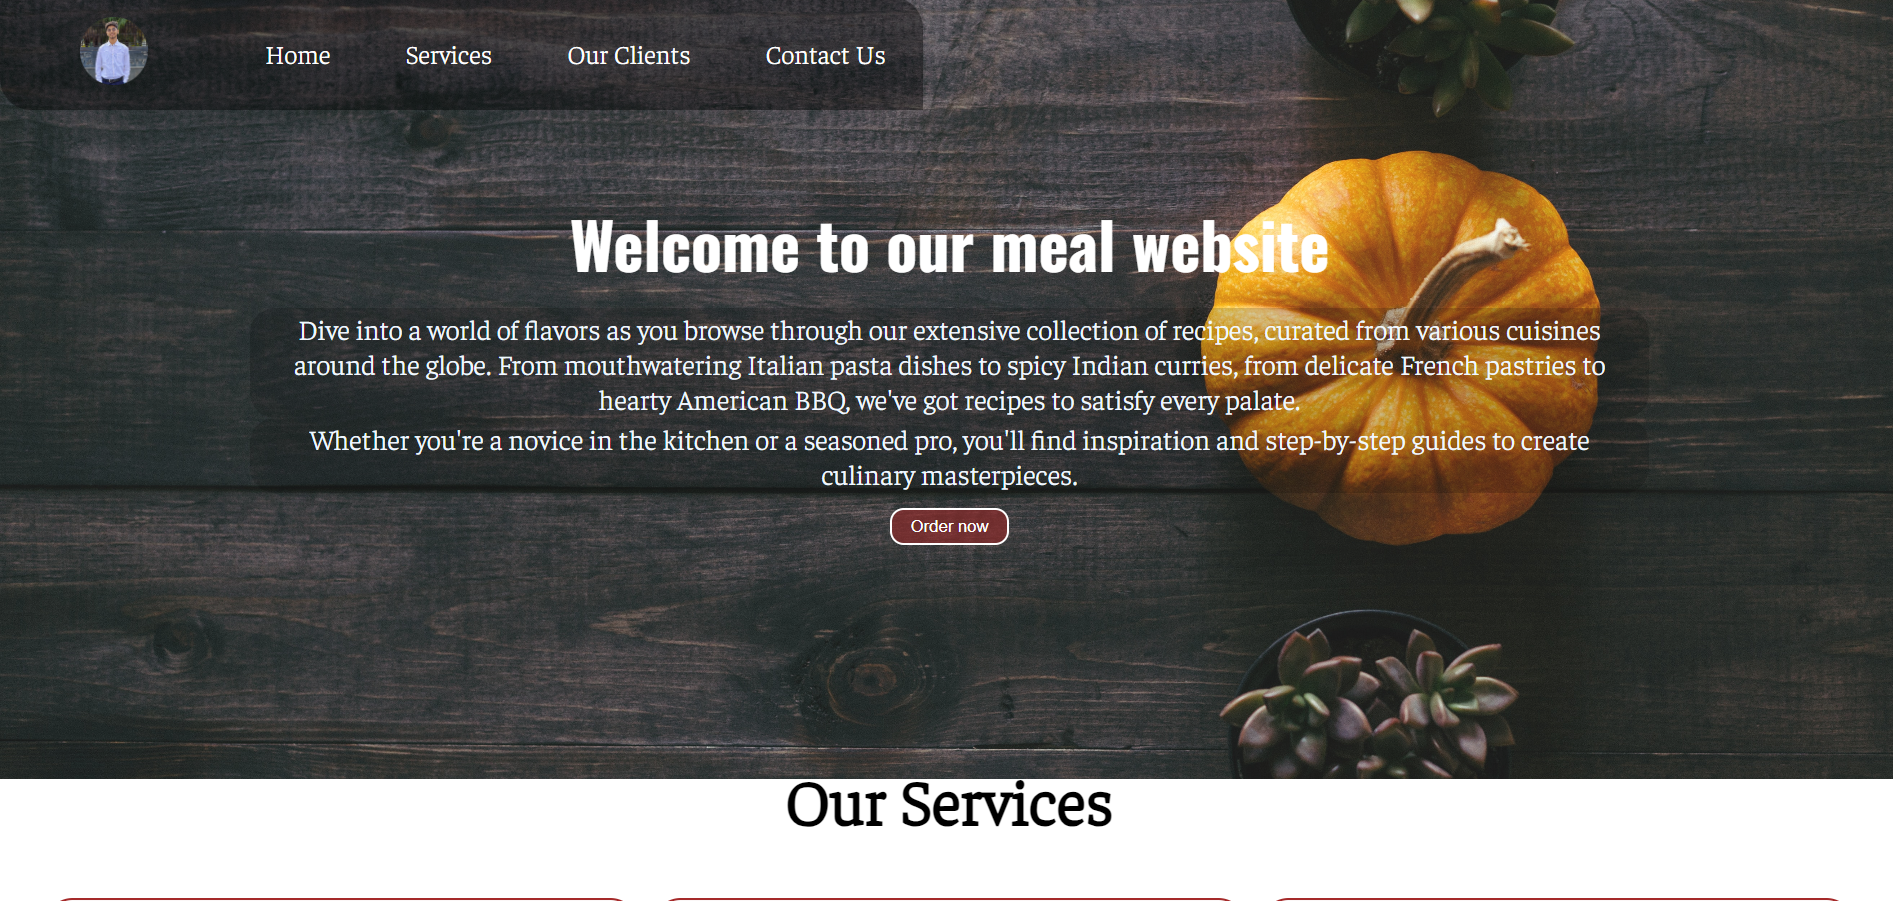 Home Services Our Clients Contact Us
Welcome to our meal website
Dive into a world of flavors as you browse through our extensive collection of recipes, curated from various cuisines
around the globe. From mouthwatering Italian pasta dishes to spicy Indian curries, from delicate French pastries to
hearty American BBQ, we've got recipes to satisfy every palate.
Whether you're a novice in the kitchen or a seasoned pro, you'll find inspiration and step-by-step guides to create
culinary masterpieces.
Order now
Our Services